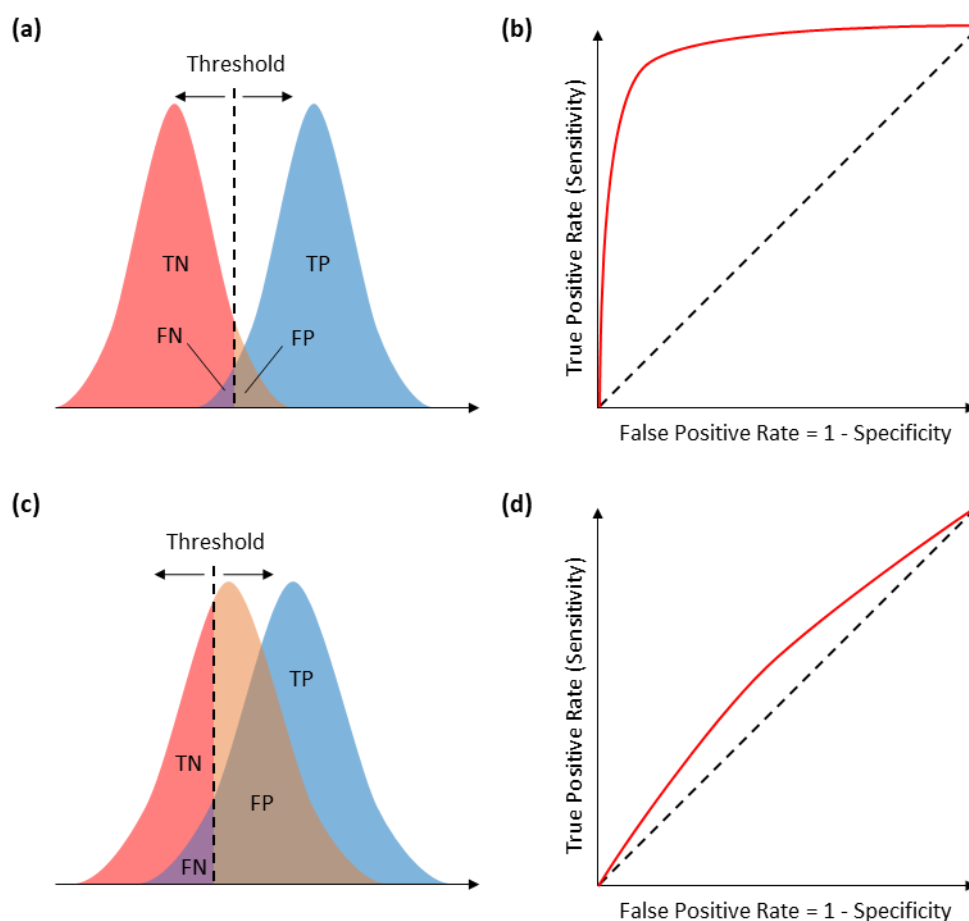 (a)
Threshold
TN
TP
FN
FP
(b)
True Positive Rate (Sensitivity)
False Positive Rate = 1 - Specificity
(c)
Threshold
TN
TP
FP
FN
(d)
True Positive Rate (Sensitivity)
False Positive Rate = 1 - Specificity